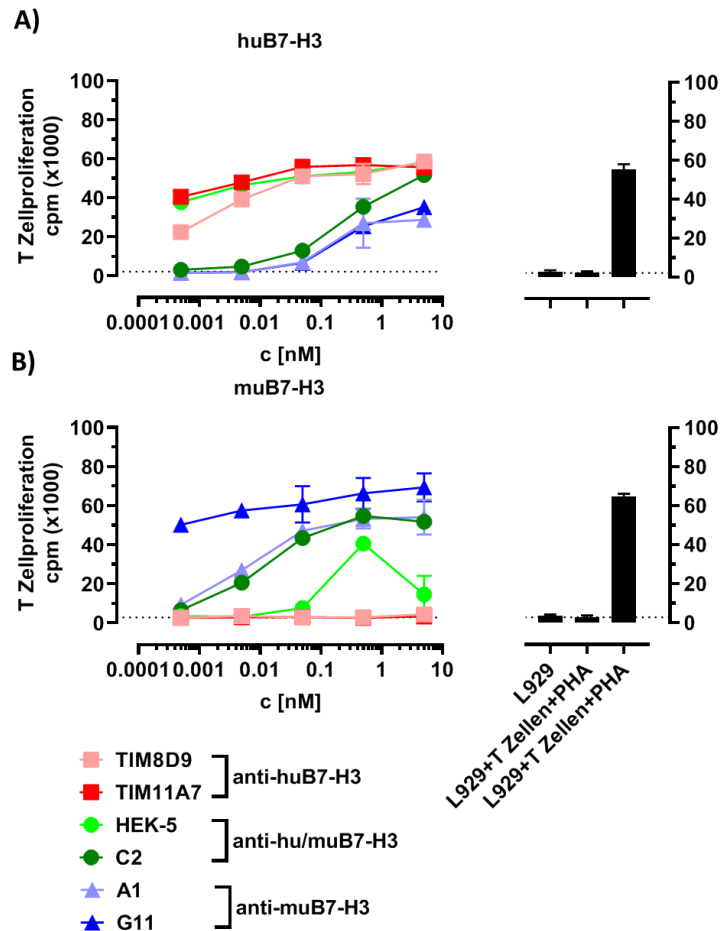 A)
huB7-H3
T Zellproliferation
cpm (x1000)
100
80
60
40
20
0
100
80
60
40
20
0
0.0001 0.001 0.01 0.1 1 10
c [nM]
B)
muB7-H3
T Zellproliferation
cpm (x1000)
100
80
60
40
20
0
100
80
60
40
20
0
0.0001 0.001 0.01 0.1 1 10
c [nM]
L929
L929+T Zellen+PHA
L929+T Zellen+PHA
TIM8D9
TIM11A7
anti-huB7-H3
HEK-5
C2
anti-hu/muB7-H3
A1
G11
anti-muB7-H3